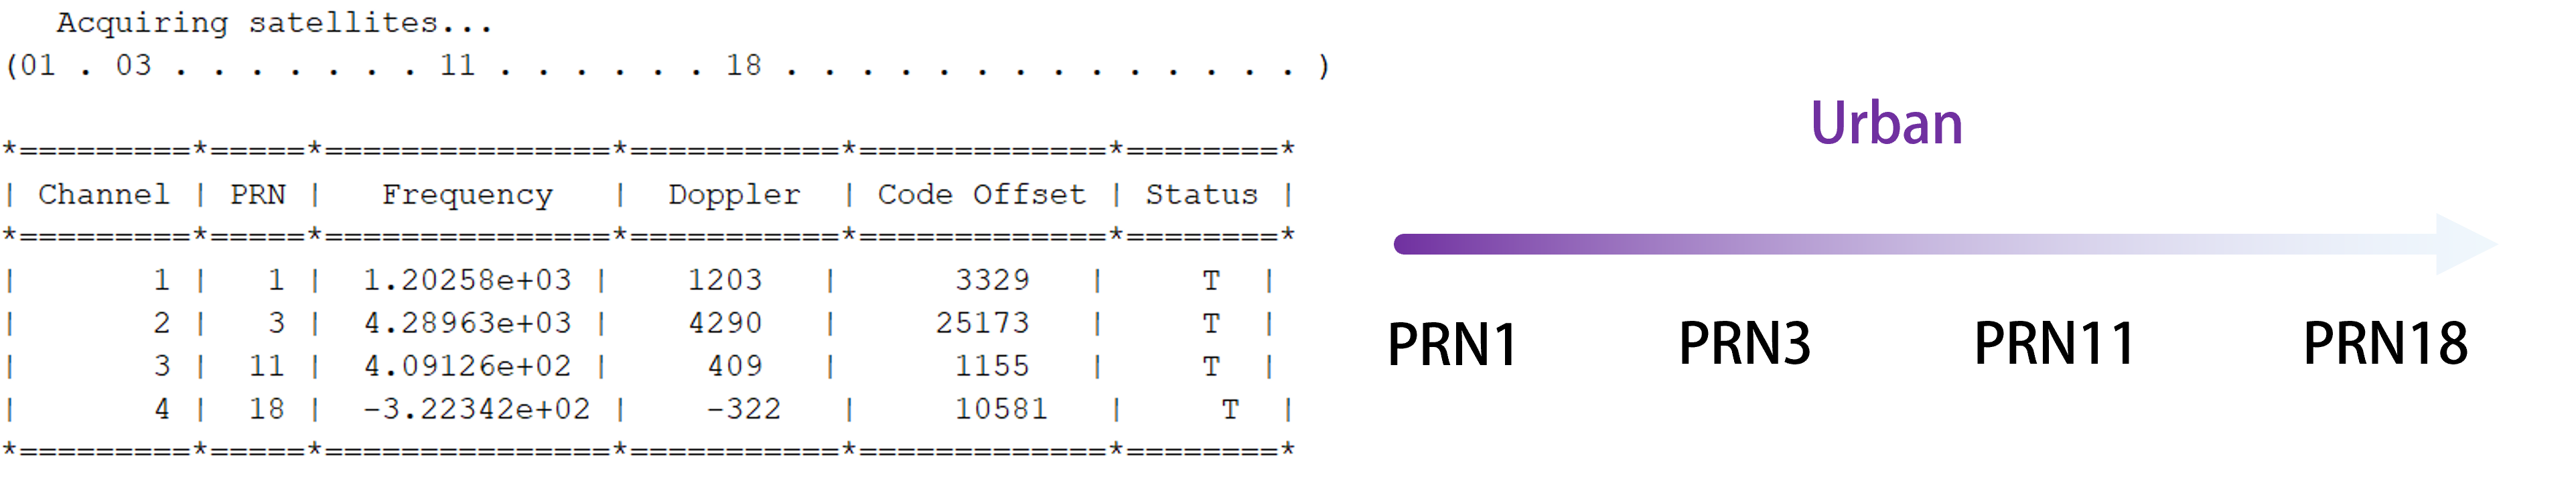 Acquiring satellites...
(01 . 03 . . . . . . . 11 . . . . . . 18 . . . . . . . . . . . . . . )
*=========*=====*===============*===========*=============*========*
| Channel | PRN |   Frequency   |  Doppler  | Code Offset | Status |
*=========*=====*===============*===========*=============*========*
|       1 |   1 |  1.20258e+03 |    1203   |      3329   |     T  |
|       2 |   3 |  4.28963e+03 |    4290   |     25173   |     T  |
|       3 |  11 |  4.09126e+02 |     409   |      1155   |     T  |
|       4 |  18 |  -3.22342e+02 |    -322   |     10581   |     T  |
*=========*=====*===============*===========*=============*========*
Urban
PRN1 PRN3 PRN11 PRN18